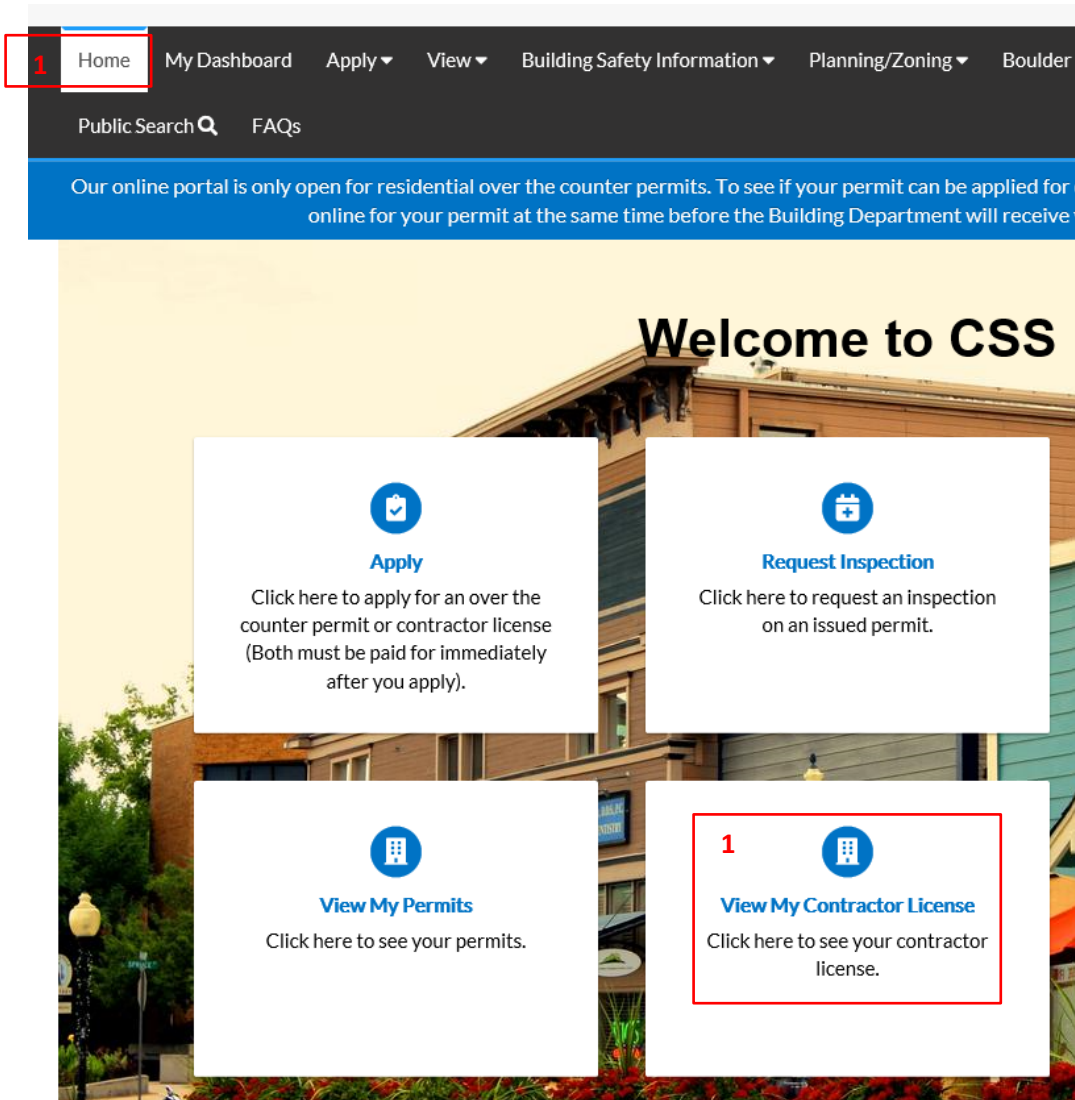 1
Home My Dashboard Apply View Building Safety Information Planning/Zoning Boulder
Public Search FAQs
Our online portal is only open for residential over the counter permits. To see if your permit can be applied for
online for your permit at the same time before the Building Department will receive
Welcome to CSS
Apply
Click here to apply for an over the
counter permit or contractor license
(Both must be paid for immediately
after you apply).
Request Inspection
Click here to request an inspection
on an issued permit.
View My Permits
Click here to see your permits.
1
View My Contractor License
Click here to see your contractor
license.